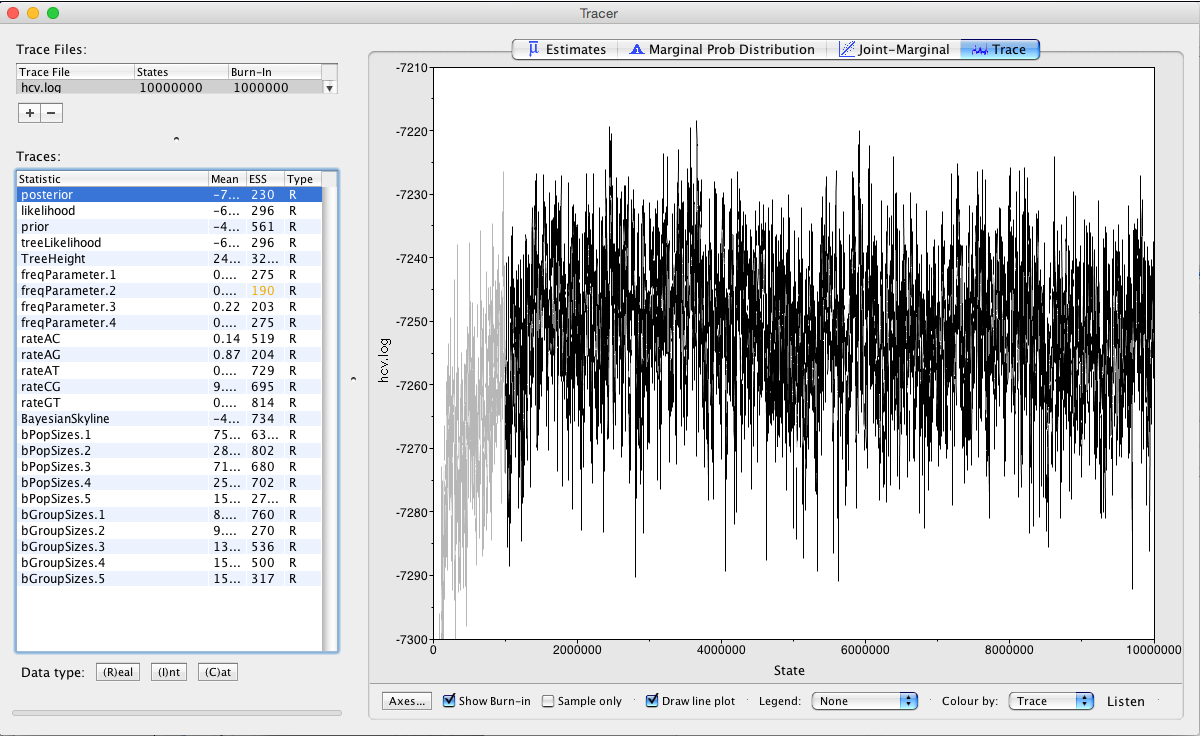 Tracer
Trace Files:
Trace File States Burn-In
hcv.log 10000000 1000000
+ −
Traces:
Statistic Mean ESS Type
posterior -7... 230 R
likelihood -6... 296 R
prior -4... 561 R
treeLikelihood -6... 296 R
TreeHeight 24... 32... R
freqParameter.1 0.... 275 R
freqParameter.2 0.... 190 R
freqParameter.3 0.22 203 R
freqParameter.4 0.... 275 R
rateAC 0.14 519 R
rateAG 0.87 204 R
rateAT 0.... 729 R
rateCG 9.... 695 R
rateGT 0.... 814 R
BayesianSkyline -4... 734 R
bPopSizes.1 75... 63... R
bPopSizes.2 28... 802 R
bPopSizes.3 71... 680 R
bPopSizes.4 25... 702 R
bPopSizes.5 15... 27... R
bGroupSizes.1 8.... 760 R
bGroupSizes.2 9.... 270 R
bGroupSizes.3 13... 536 R
bGroupSizes.4 15... 500 R
bGroupSizes.5 15... 317 R
Data type: (R)eal (I)nt (C)at
μ Estimates Marginal Prob Distribution Joint-Marginal Trace
-7210
-7220
-7230
-7240
-7250
-7260
-7270
-7280
-7290
-7300
hcv.log
0 2000000 4000000 6000000 8000000 10000000
State
Axes... Show Burn-in Sample only Draw line plot Legend: None Colour by: Trace Listen